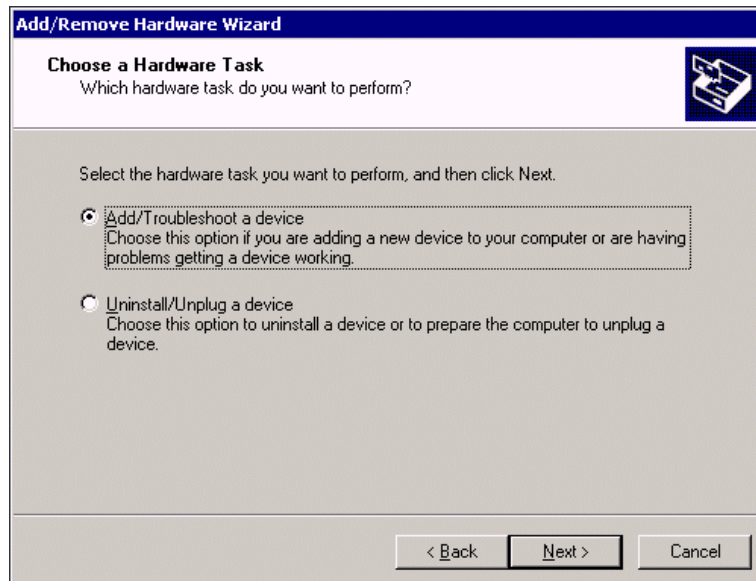 Add/Remove Hardware Wizard
Choose a Hardware Task
Which hardware task do you want to perform?
Select the hardware task you want to perform, and then click Next.
Add/Troubleshoot a device
Choose this option if you are adding a new device to your computer or are having
problems getting a device working.
Uninstall/Unplug a device
Choose this option to uninstall a device or to prepare the computer to unplug a
device.
< Back Next > Cancel